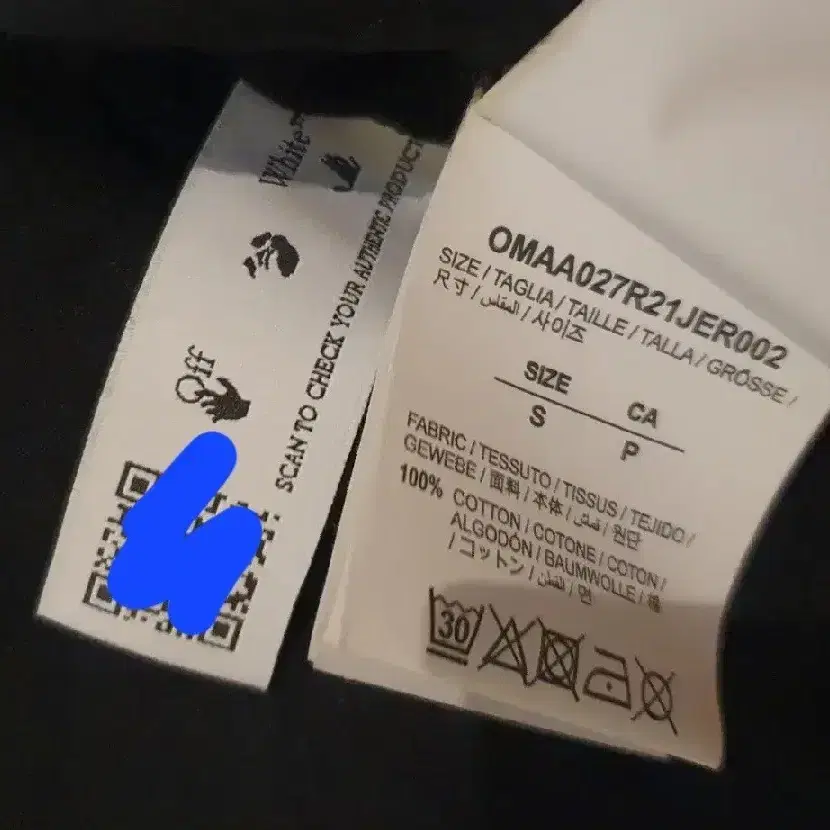 White™
Off
SCAN TO CHECK YOUR AUTHENTIC PRODUCT
OMAA027R21JER002
SIZE / TAGLIA / TAILLE / TALLA / GRÖSSE /
尺寸 / المقاس / 사이즈
SIZE CA
S P
FABRIC / TESSUTO / TISSUS / TEJIDO /
GEWEBE / 面料 / 本体 / قماش / 원단
100% COTTON / COTONE / COTON /
ALGODÓN / BAUMWOLLE / 棉
/ コットン / قطن / 면
30